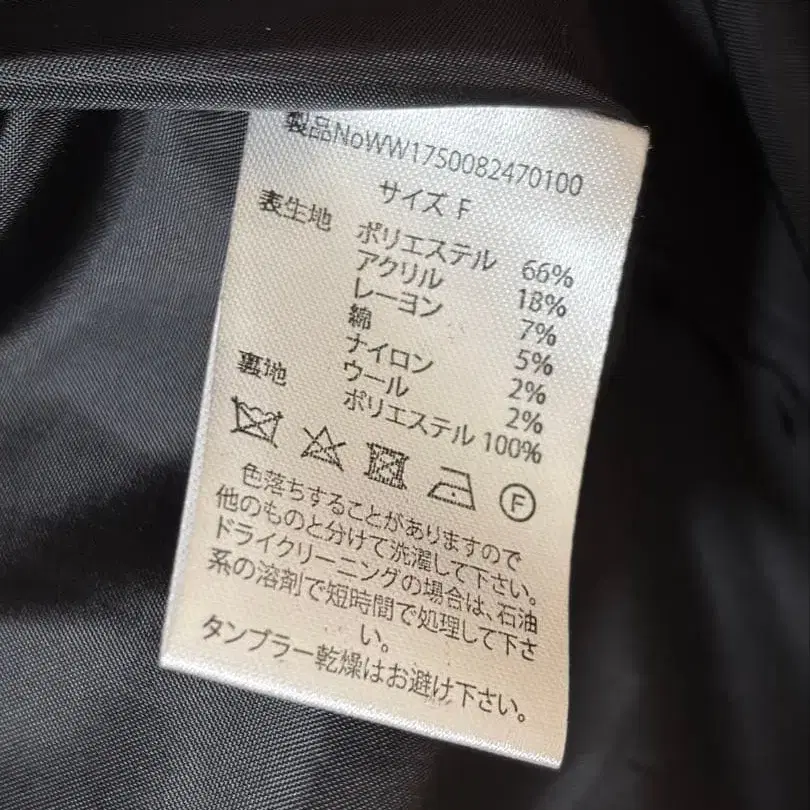 製品NoWW1750082470100
サイズ F
表生地 ポリエステル 66%
アクリル 18%
レーヨン 7%
綿 5%
ナイロン 2%
ウール 2%
裏地 ポリエステル 100%
F
色落ちすることがありますので
他のものと分けて洗濯して下さい。
ドライクリーニングの場合は、石油
系の溶剤で短時間で処理して下さ
い。
タンブラー乾燥はお避け下さい。